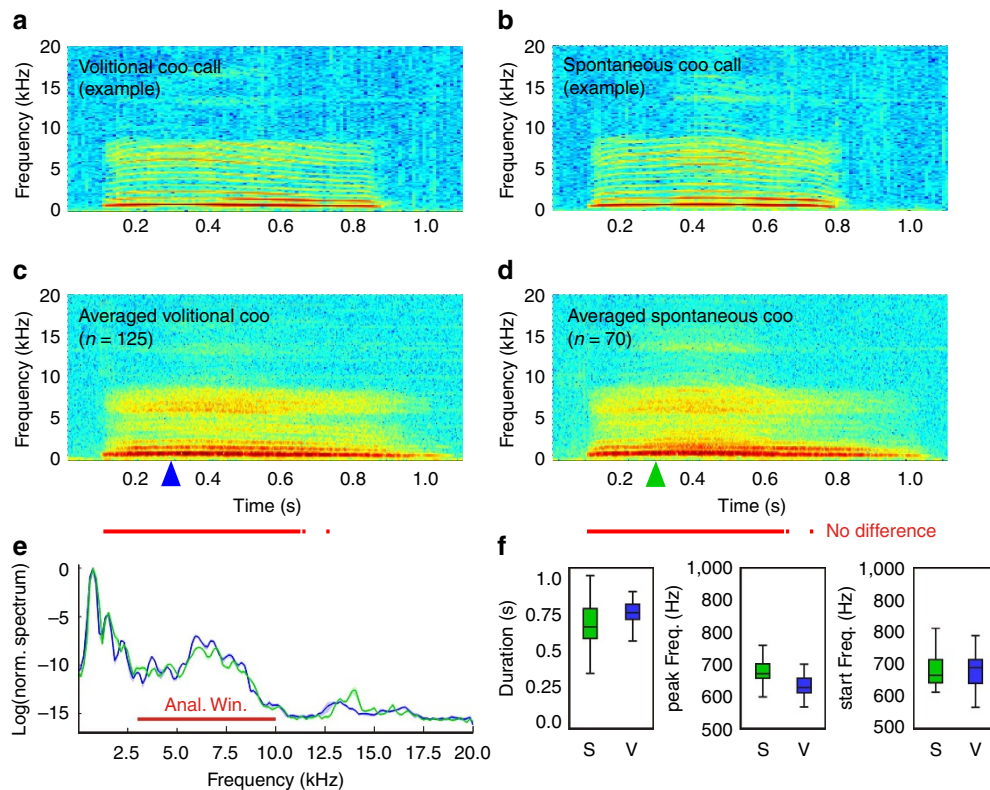 a
b
20
15
10
5
0
Frequency (kHz)
Volitional coo call
(example)
0.2 0.4 0.6 0.8 1.0
20
15
10
5
0
Frequency (kHz)
Spontaneous coo call
(example)
0.2 0.4 0.6 0.8 1.0
c
d
20
15
10
5
0
Frequency (kHz)
Averaged volitional coo
(n = 125)
0.2 0.4 0.6 0.8 1.0
Time (s)
20
15
10
5
0
Frequency (kHz)
Averaged spontaneous coo
(n = 70)
0.2 0.4 0.6 0.8 1.0
Time (s)
No difference
e
f
0
−5
−10
−15
Log(norm. spectrum)
Anal. Win.
2.5 5.0 7.5 10.0 12.5 15.0 17.5 20.0
Frequency (kHz)
1.0
0.75
0.5
0.25
0.0
Duration (s)
S V
1,000
800
800
700
600
500
peak Freq. (Hz)
S V
1,000
800
800
700
600
500
start Freq. (Hz)
S V